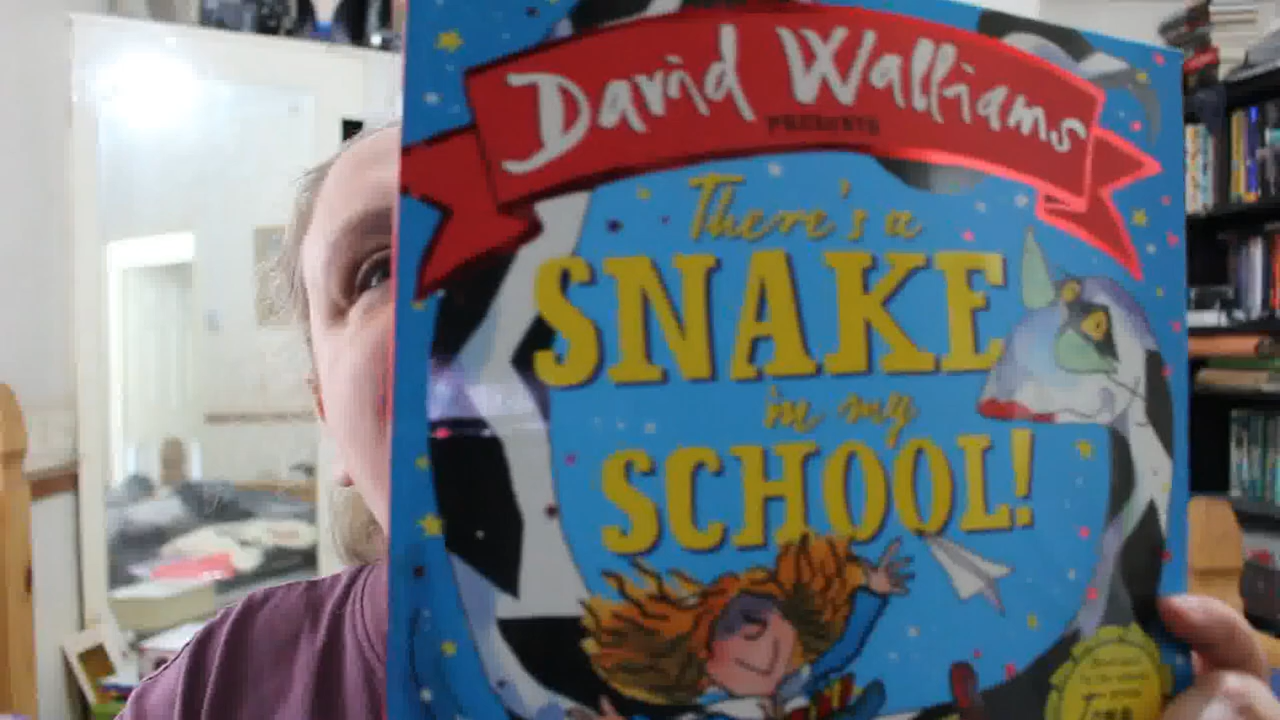 David Walliams
PRESENTS
There's a
SNAKE
in my
SCHOOL!